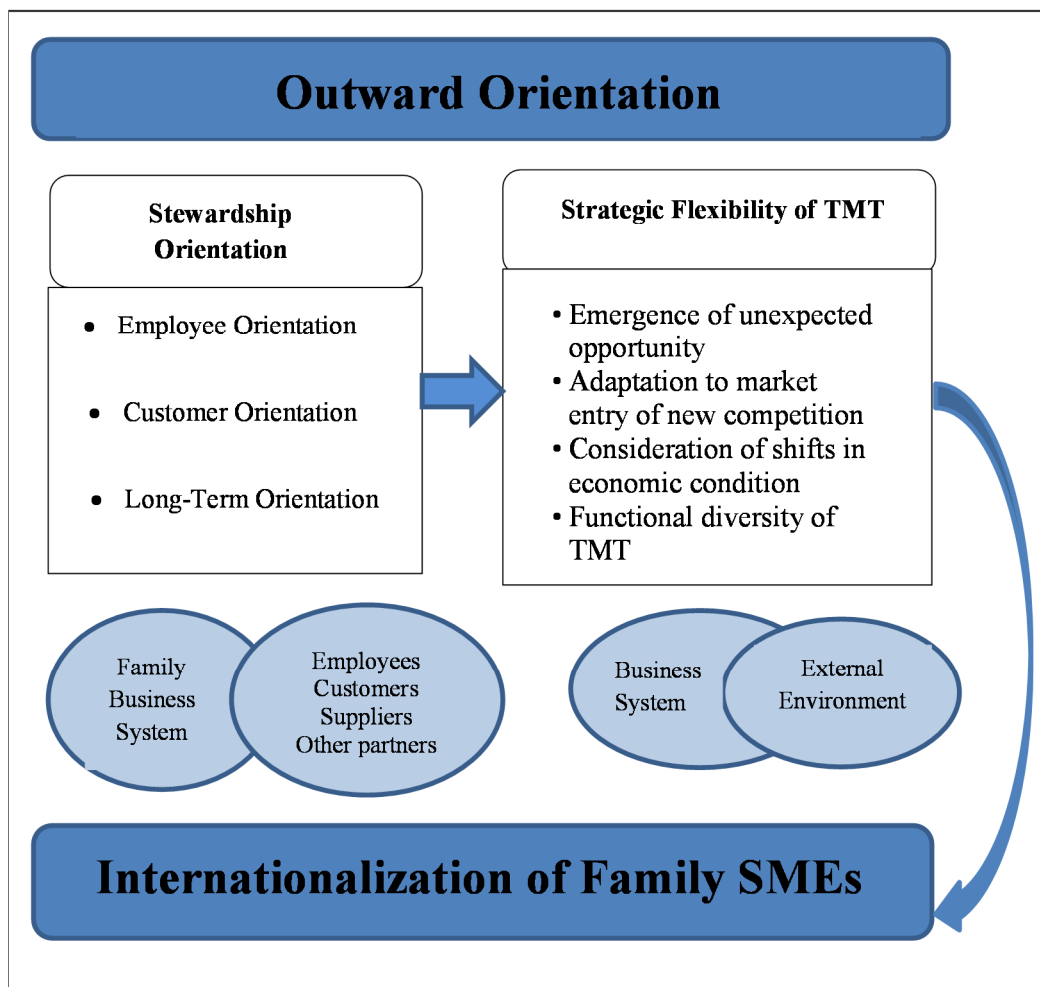 Outward Orientation
Stewardship
Orientation
• Employee Orientation
• Customer Orientation
• Long-Term Orientation
Strategic Flexibility of TMT
• Emergence of unexpected
opportunity
• Adaptation to market
entry of new competition
• Consideration of shifts in
economic condition
• Functional diversity of
TMT
Family
Business
System
Employees
Customers
Suppliers
Other partners
Business
System
External
Environment
Internationalization of Family SMEs